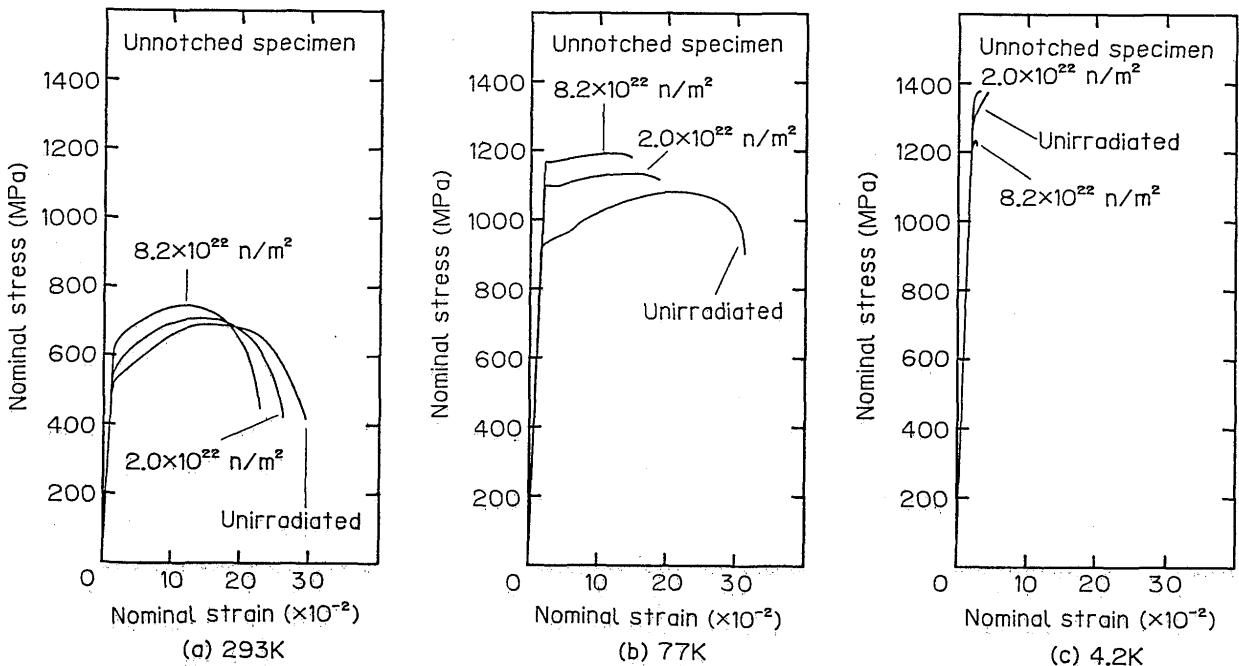 Unnotched specimen
1400
1200
1000
800
600
400
200
0
10
20
30
Nominal stress (MPa)
8.2×10²² n/m²
2.0×10²² n/m²
Unirradiated
Nominal strain (×10⁻²)
(a) 293K
Unnotched specimen
1400
1200
1000
800
600
400
200
0
10
20
30
Nominal stress (MPa)
8.2×10²² n/m²
2.0×10²² n/m²
Unirradiated
Nominal strain (×10⁻²)
(b) 77K
Unnotched specimen
1400
1200
1000
800
600
400
200
0
10
20
30
Nominal stress (MPa)
2.0×10²² n/m²
Unirradiated
8.2×10²² n/m²
Nominal strain (×10⁻²)
(c) 4.2K